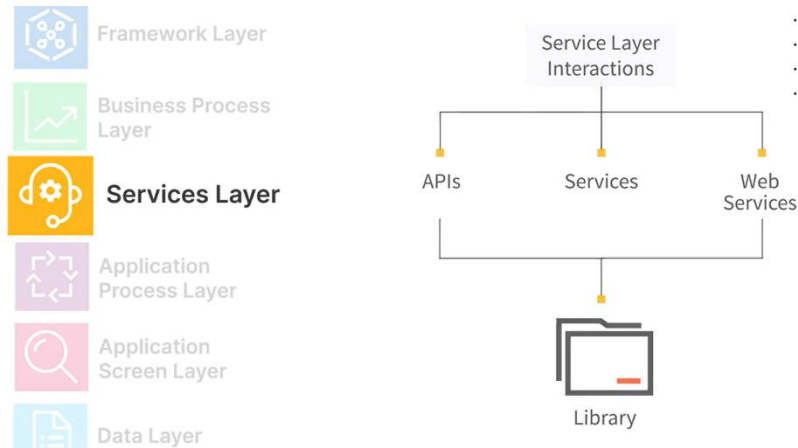 Framework Layer
Business Process
Layer
Services Layer
Application
Process Layer
Application
Screen Layer
Data Layer
Service Layer
Interactions
APIs
Services
Web
Services
Library